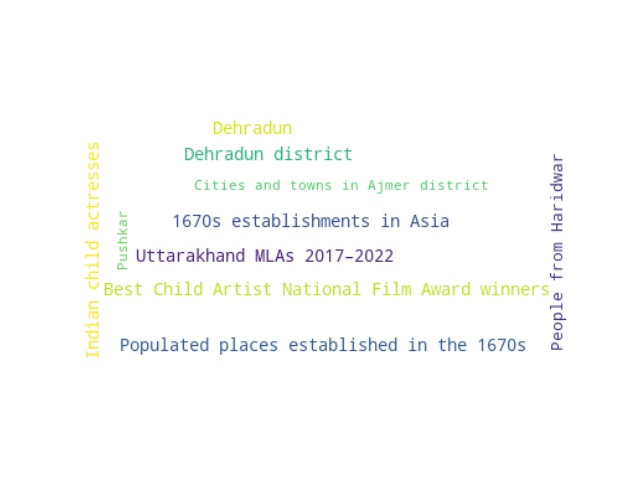 Dehradun
Dehradun district
Cities and towns in Ajmer district
1670s establishments in Asia
Uttarakhand MLAs 2017–2022
Best Child Artist National Film Award winners
Populated places established in the 1670s
Indian child actresses
Pushkar
People from Haridwar